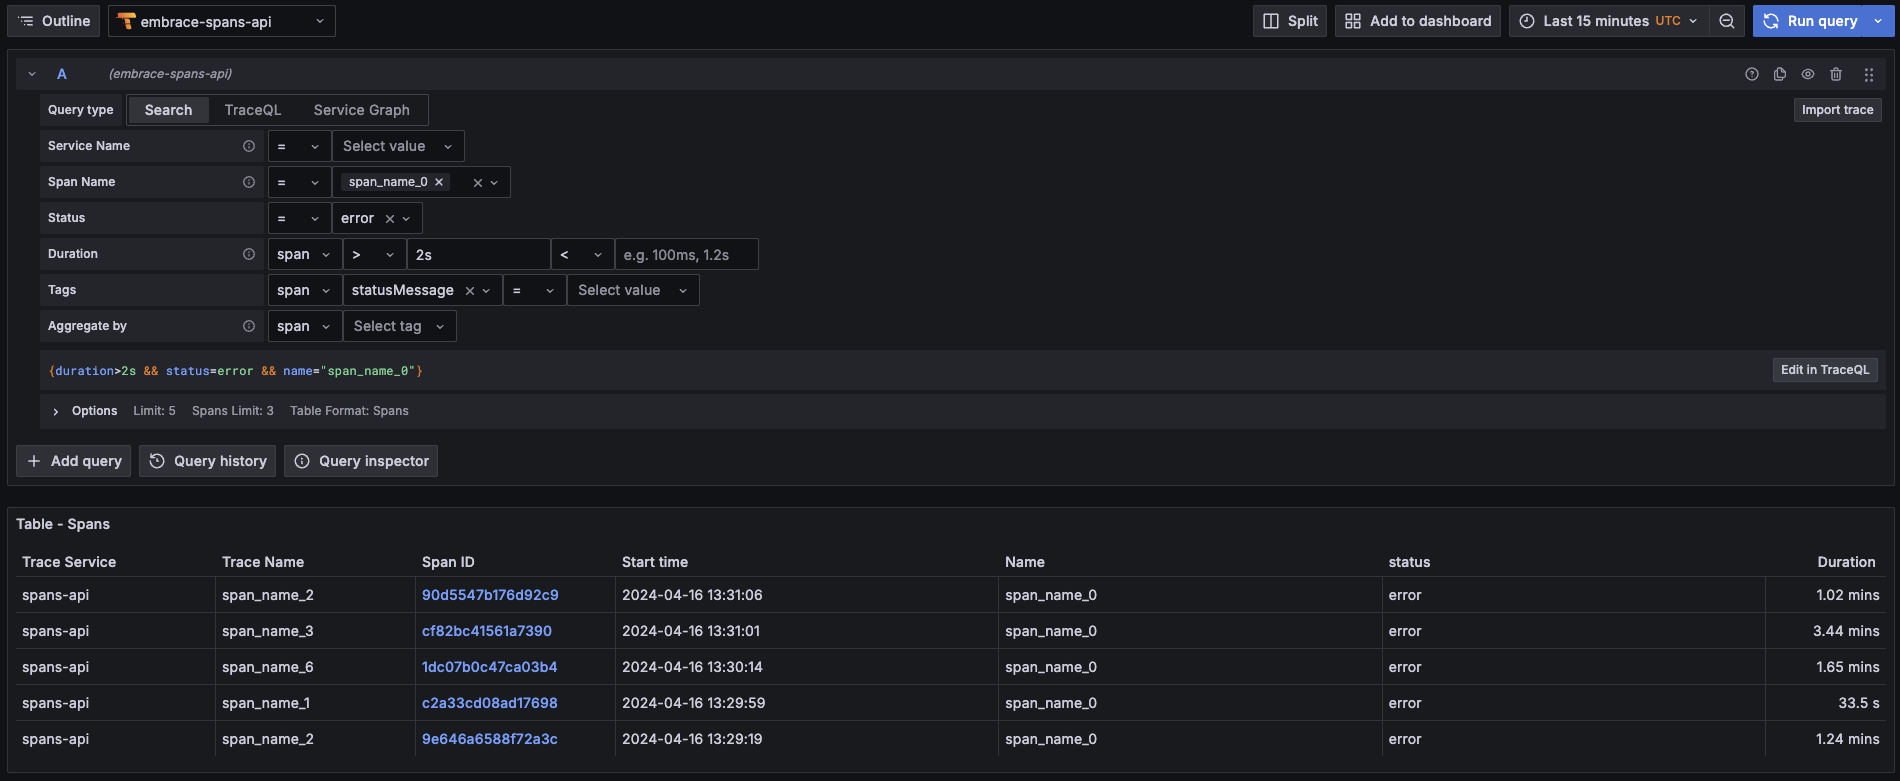 Outline embrace-spans-api Split Add to dashboard Last 15 minutes UTC Run query
A (embrace-spans-api)
Query type Search TraceQL Service Graph Import trace
Service Name = Select value
Span Name = span_name_0
Status = error
Duration span > 2s < e.g. 100ms, 1.2s
Tags span statusMessage = Select value
Aggregate by span Select tag
{duration>2s && status=error && name="span_name_0"} Edit in TraceQL
Options Limit: 5 Spans Limit: 3 Table Format: Spans
+ Add query Query history Query inspector
Table - Spans
Trace Service Trace Name Span ID Start time Name status Duration
spans-api span_name_2 90d5547b176d92c9 2024-04-16 13:31:06 span_name_0 error 1.02 mins
spans-api span_name_3 cf82bc41561a7390 2024-04-16 13:31:01 span_name_0 error 3.44 mins
spans-api span_name_6 1dc07b0c47ca03b4 2024-04-16 13:30:14 span_name_0 error 1.65 mins
spans-api span_name_1 c2a33cd08ad17698 2024-04-16 13:29:59 span_name_0 error 33.5 s
spans-api span_name_2 9e646a6588f72a3c 2024-04-16 13:29:19 span_name_0 error 1.24 mins